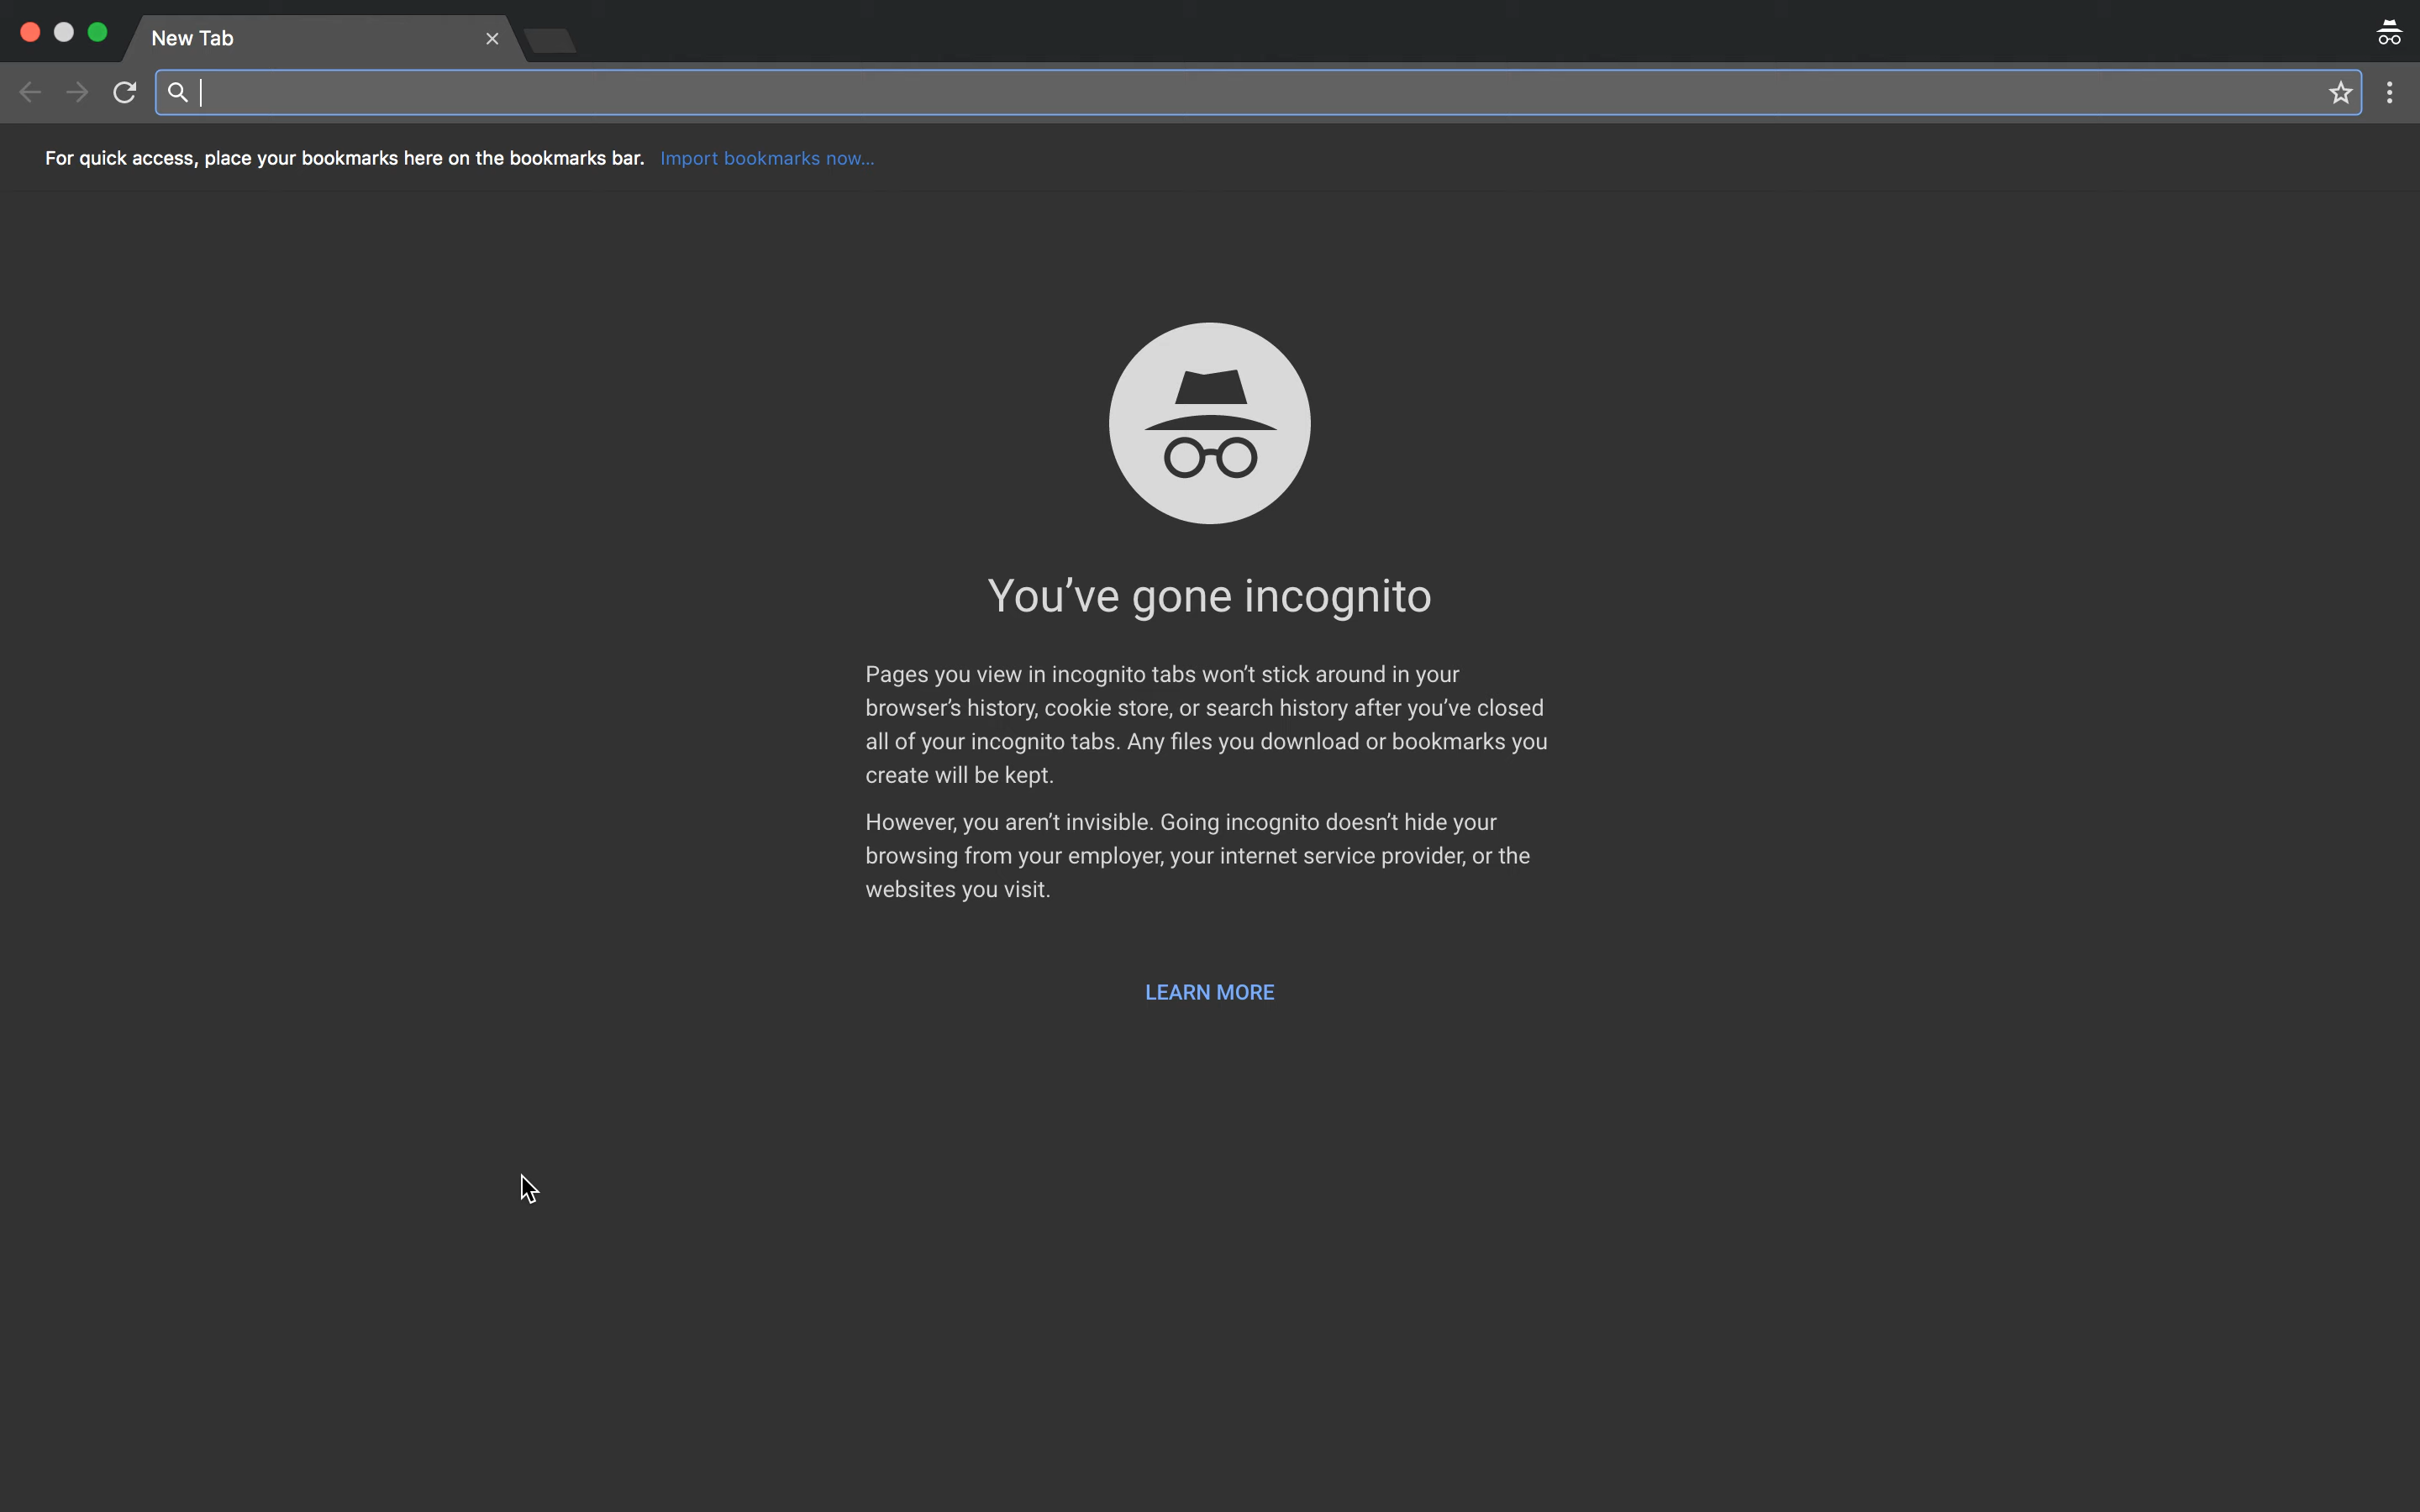 New Tab
For quick access, place your bookmarks here on the bookmarks bar. Import bookmarks now...
You've gone incognito
Pages you view in incognito tabs won't stick around in your
browser's history, cookie store, or search history after you've closed
all of your incognito tabs. Any files you download or bookmarks you
create will be kept.
However, you aren't invisible. Going incognito doesn't hide your
browsing from your employer, your internet service provider, or the
websites you visit.
LEARN MORE